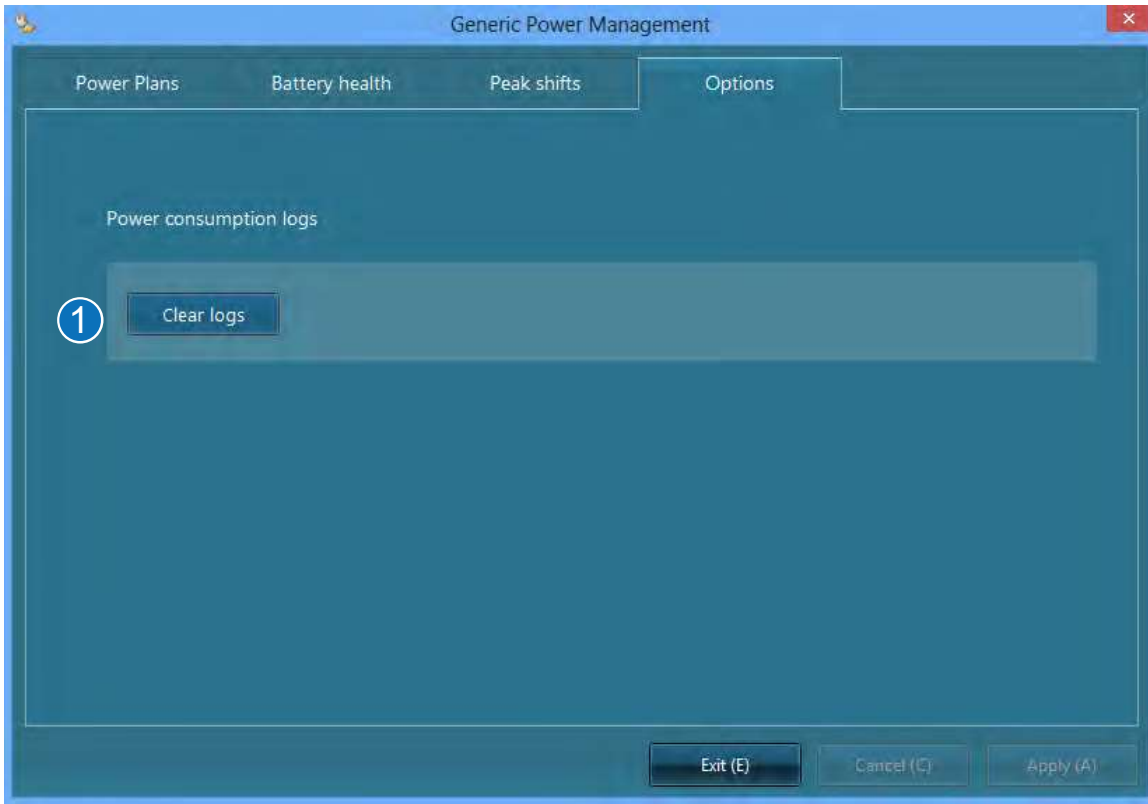 Generic Power Management
Power Plans Battery health Peak shifts Options
Power consumption logs
1 Clear logs
Exit (E) Cancel (C) Apply (A)